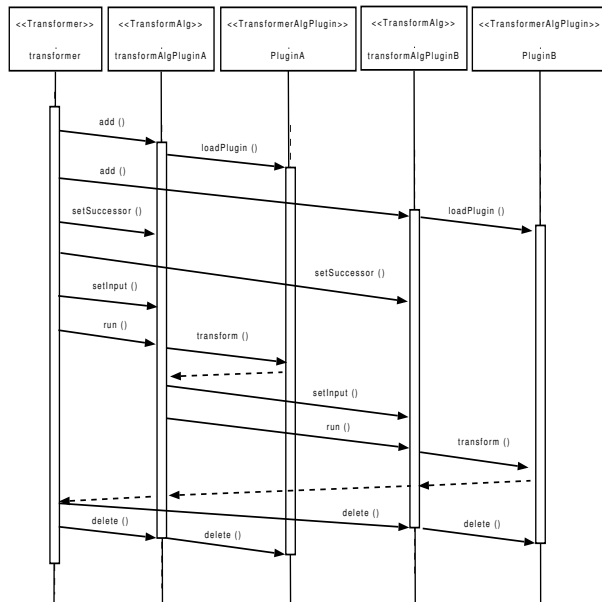 <<Transformer>> <<TransformAlg>> <<TransformerAlgPlugin>> <<TransformAlg>> <<TransformerAlgPlugin>>
. . . . .
transformer transformAlgPluginA PluginA transformAlgPluginB PluginB
add ()
loadPlugin ()
add ()
setSuccessor () loadPlugin ()
setSuccessor ()
setInput ()
run ()
transform ()
setInput ()
run ()
transform ()
delete ()
delete () delete () delete ()